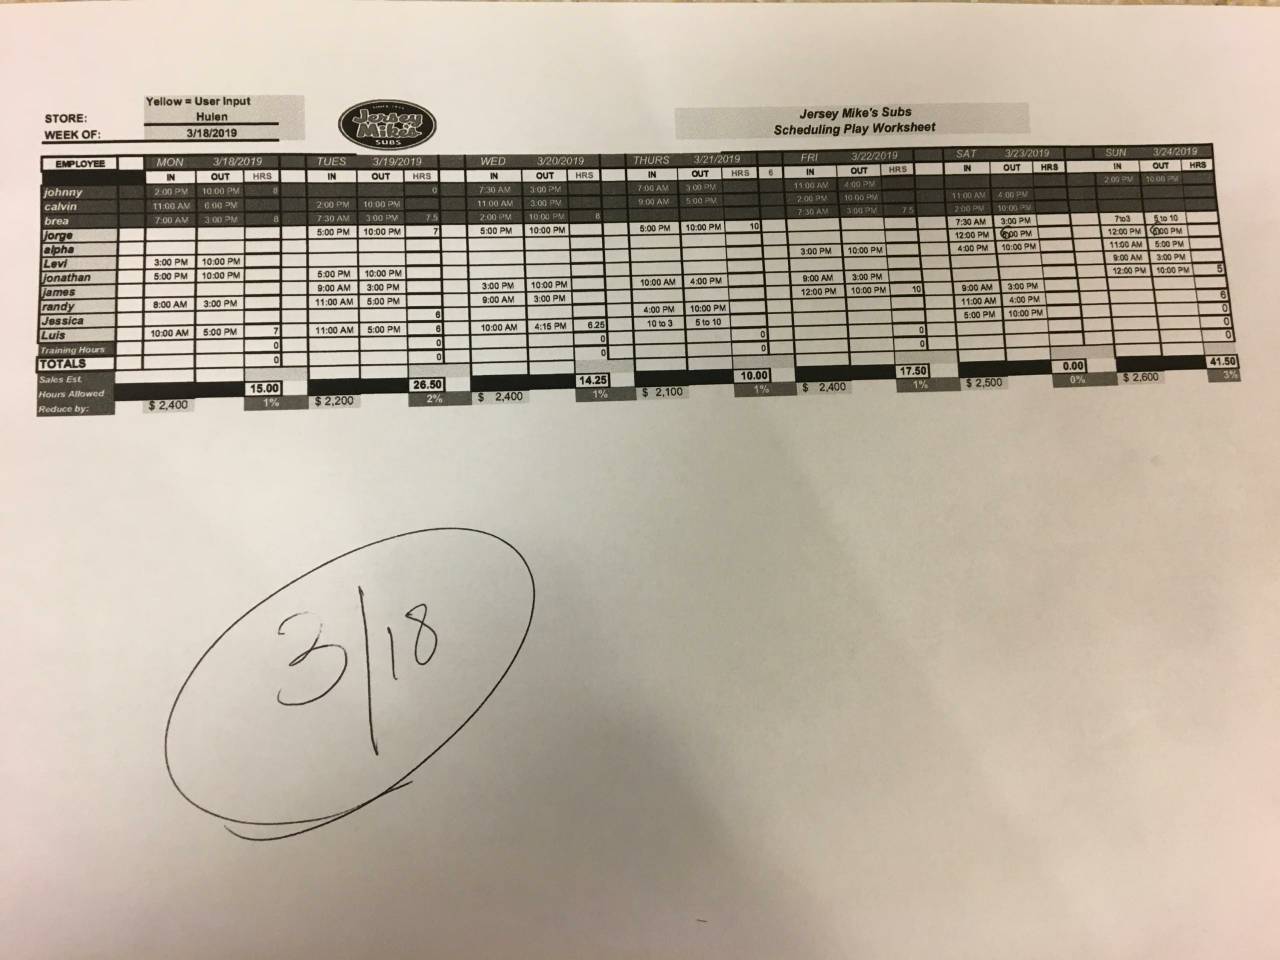 Yellow = User Input
STORE: Hulen
WEEK OF: 3/18/2019
SINCE 1956
Jersey Mike's SUBS
Jersey Mike's Subs
Scheduling Play Worksheet
EMPLOYEE MON 3/18/2019 TUES 3/19/2019 WED 3/20/2019 THURS 3/21/2019 FRI 3/22/2019 SAT 3/23/2019 SUN 3/24/2019
IN OUT HRS IN OUT HRS IN OUT HRS IN OUT HRS 6 IN OUT HRS IN OUT HRS IN OUT HRS
johnny 2:00 PM 10:00 PM 8 0 7:30 AM 3:00 PM 7:00 AM 3:00 PM 11:00 AM 4:00 PM 2:00 PM 10:00 PM
calvin 11:00 AM 6:00 PM 2:00 PM 10:00 PM 11:00 AM 3:00 PM 9:00 AM 5:00 PM 2:00 PM 10:00 PM 11:00 AM 4:00 PM
brea 7:00 AM 3:00 PM 8 7:30 AM 3:00 PM 7.5 2:00 PM 10:00 PM 8 7:30 AM 3:00 PM 7.5 2:00 PM 10:00 PM
jorge 5:00 PM 10:00 PM 7 5:00 PM 10:00 PM 5:00 PM 10:00 PM 10 7:30 AM 3:00 PM 7to3 5 to 10
alpha 12:00 PM 6:00 PM 12:00 PM 6:00 PM
Levi 3:00 PM 10:00 PM 3:00 PM 10:00 PM 4:00 PM 10:00 PM 11:00 AM 5:00 PM
jonathan 5:00 PM 10:00 PM 5:00 PM 10:00 PM 9:00 AM 3:00 PM
james 9:00 AM 3:00 PM 3:00 PM 10:00 PM 10:00 AM 4:00 PM 9:00 AM 3:00 PM 12:00 PM 10:00 PM 5
randy 8:00 AM 3:00 PM 11:00 AM 5:00 PM 9:00 AM 3:00 PM 12:00 PM 10:00 PM 10 9:00 AM 3:00 PM
Jessica 6 4:00 PM 10:00 PM 11:00 AM 4:00 PM 6
Luis 10:00 AM 5:00 PM 7 11:00 AM 5:00 PM 6 10:00 AM 4:15 PM 6.25 10 to 3 5 to 10 5:00 PM 10:00 PM 0
Training Hours 0 0 0 0 0 0
TOTALS 0 0 0 0 0 0
Sales Est. 15.00 26.50 14.25 10.00 17.50 0.00 41.50
Hours Allowed $ 2,400 1% $ 2,200 2% $ 2,400 1% $ 2,100 1% $ 2,400 1% $ 2,500 0% $ 2,600 3%
Reduce by:
3/18